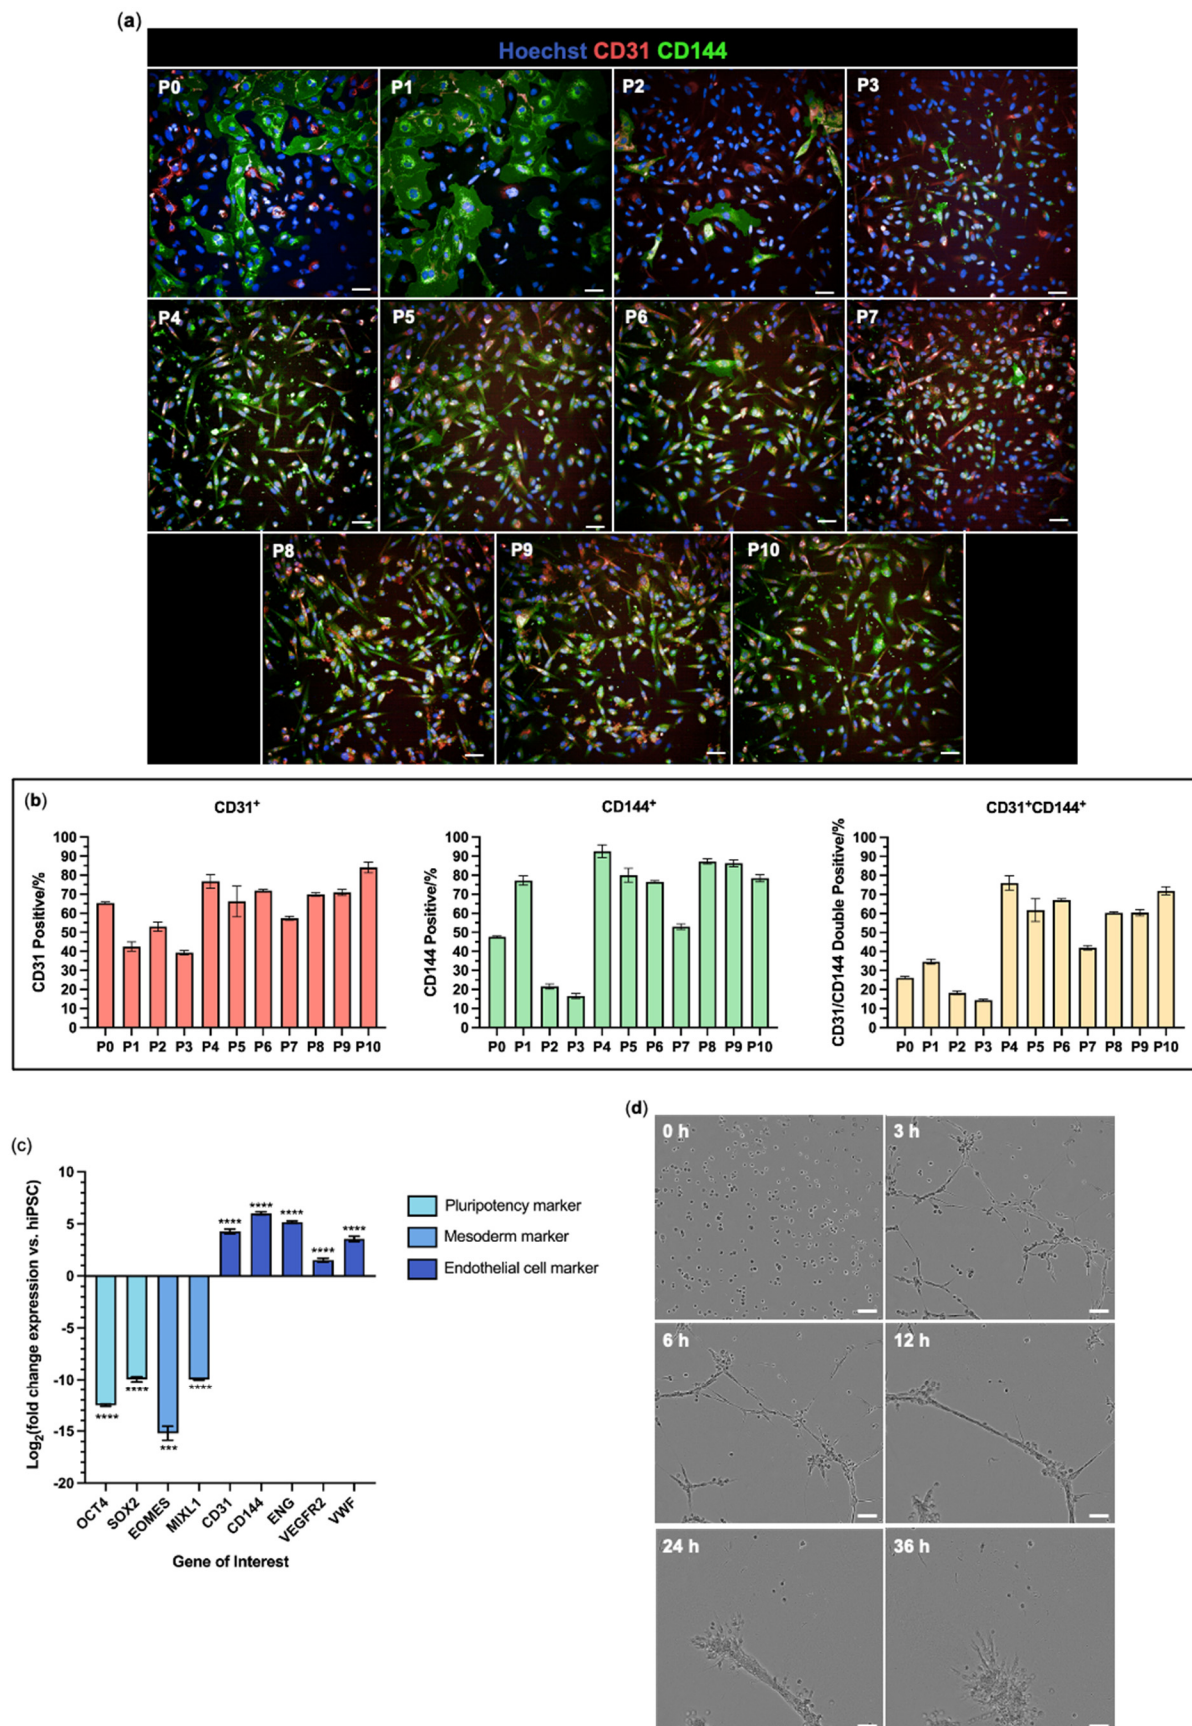 (a)
Hoechst CD31 CD144
P0 P1 P2 P3
P4 P5 P6 P7
P8 P9 P10
(b)
CD31⁺ CD144⁺ CD31⁺CD144⁺
CD31 Positive/%
100
90
80
70
60
50
40
30
20
10
0
P0 P1 P2 P3 P4 P5 P6 P7 P8 P9 P10
CD144 Positive/%
100
90
80
70
60
50
40
30
20
10
0
P0 P1 P2 P3 P4 P5 P6 P7 P8 P9 P10
CD31/CD144 Double Positive/%
100
90
80
70
60
50
40
30
20
10
0
P0 P1 P2 P3 P4 P5 P6 P7 P8 P9 P10
(c)
Log₂(fold change expression vs. hiPSC)
10
5
0
-5
-10
-15
-20
**** **** *** **** **** **** **** **** ****
OCT4 SOX2 EOMES MIXL1 CD31 CD144 ENG VEGFR2 VWF
Gene of Interest
Pluripotency marker
Mesoderm marker
Endothelial cell marker
(d)
0 h 3 h
6 h 12 h
24 h 36 h